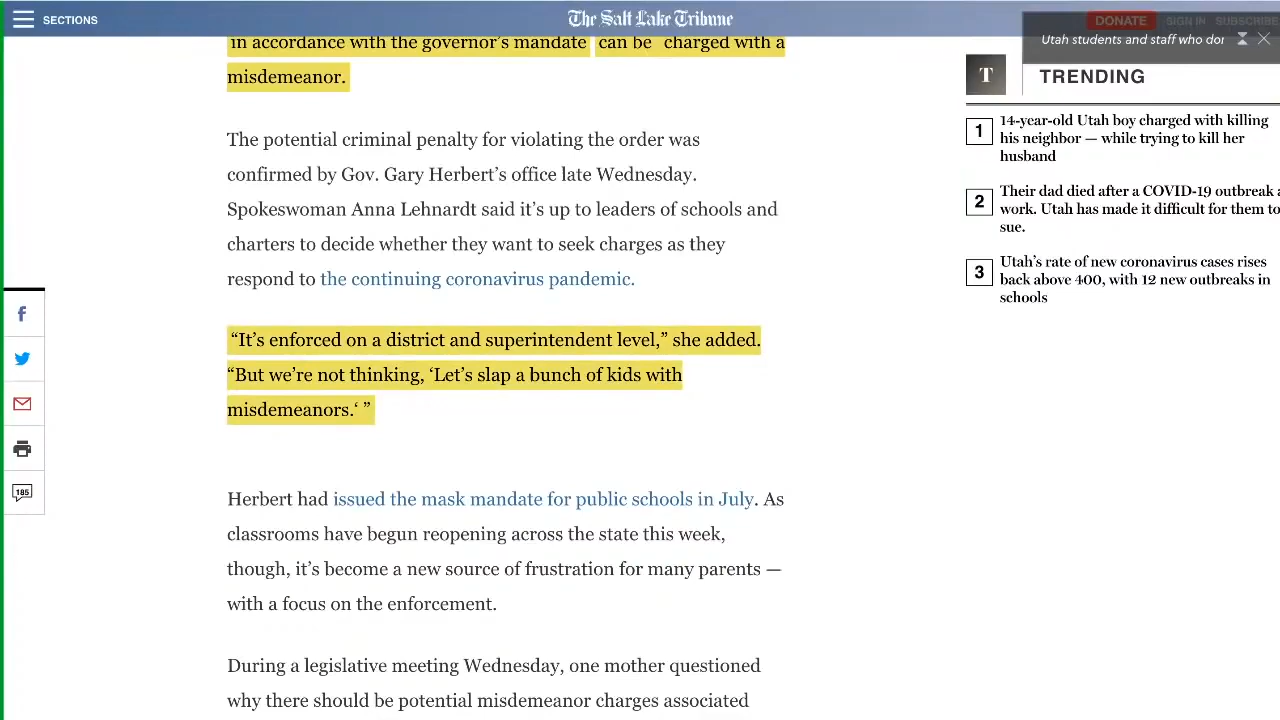 SECTIONS
The Salt Lake Tribune
DONATE
SIGN IN
SUBSCRIBE
Utah students and staff who don
in accordance with the governor’s mandate can be charged with a
misdemeanor.
The potential criminal penalty for violating the order was
confirmed by Gov. Gary Herbert’s office late Wednesday.
Spokeswoman Anna Lehnardt said it’s up to leaders of schools and
charters to decide whether they want to seek charges as they
respond to the continuing coronavirus pandemic.
“It’s enforced on a district and superintendent level,” she added.
“But we’re not thinking, ‘Let’s slap a bunch of kids with
misdemeanors.‘ ”
Herbert had issued the mask mandate for public schools in July. As
classrooms have begun reopening across the state this week,
though, it’s become a new source of frustration for many parents —
with a focus on the enforcement.
During a legislative meeting Wednesday, one mother questioned
why there should be potential misdemeanor charges associated
185
T
TRENDING
1
14-year-old Utah boy charged with killing
his neighbor — while trying to kill her
husband
2
Their dad died after a COVID-19 outbreak a
work. Utah has made it difficult for them to
sue.
3
Utah’s rate of new coronavirus cases rises
back above 400, with 12 new outbreaks in
schools